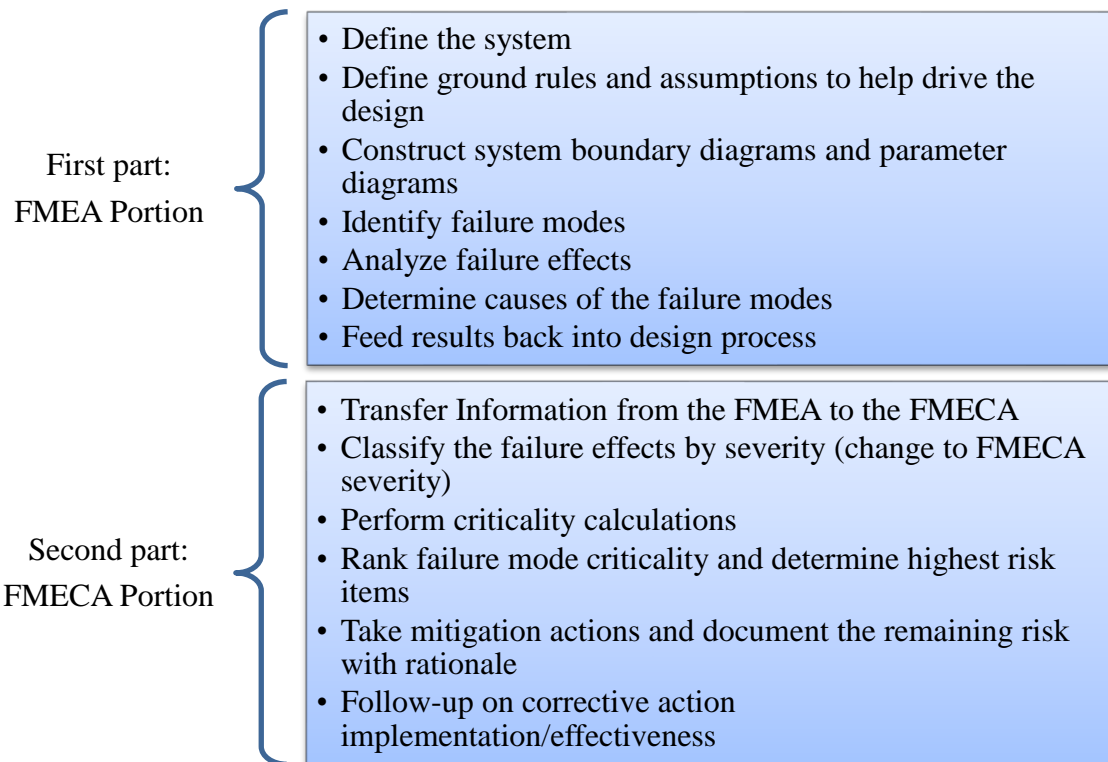 First part:
FMEA Portion
• Define the system
• Define ground rules and assumptions to help drive the
design
• Construct system boundary diagrams and parameter
diagrams
• Identify failure modes
• Analyze failure effects
• Determine causes of the failure modes
• Feed results back into design process
Second part:
FMECA Portion
• Transfer Information from the FMEA to the FMECA
• Classify the failure effects by severity (change to FMECA
severity)
• Perform criticality calculations
• Rank failure mode criticality and determine highest risk
items
• Take mitigation actions and document the remaining risk
with rationale
• Follow-up on corrective action
implementation/effectiveness